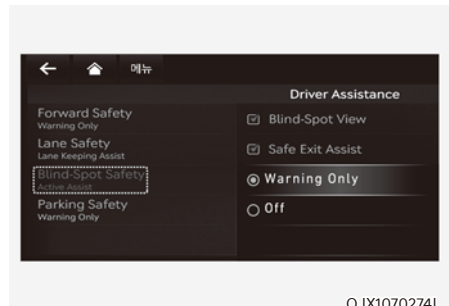 메뉴
Driver Assistance
Forward Safety
Warning Only
Lane Safety
Lane Keeping Assist
Blind-Spot Safety
Active Assist
Parking Safety
Warning Only
Blind-Spot View
Safe Exit Assist
Warning Only
Off
OJX1070274L